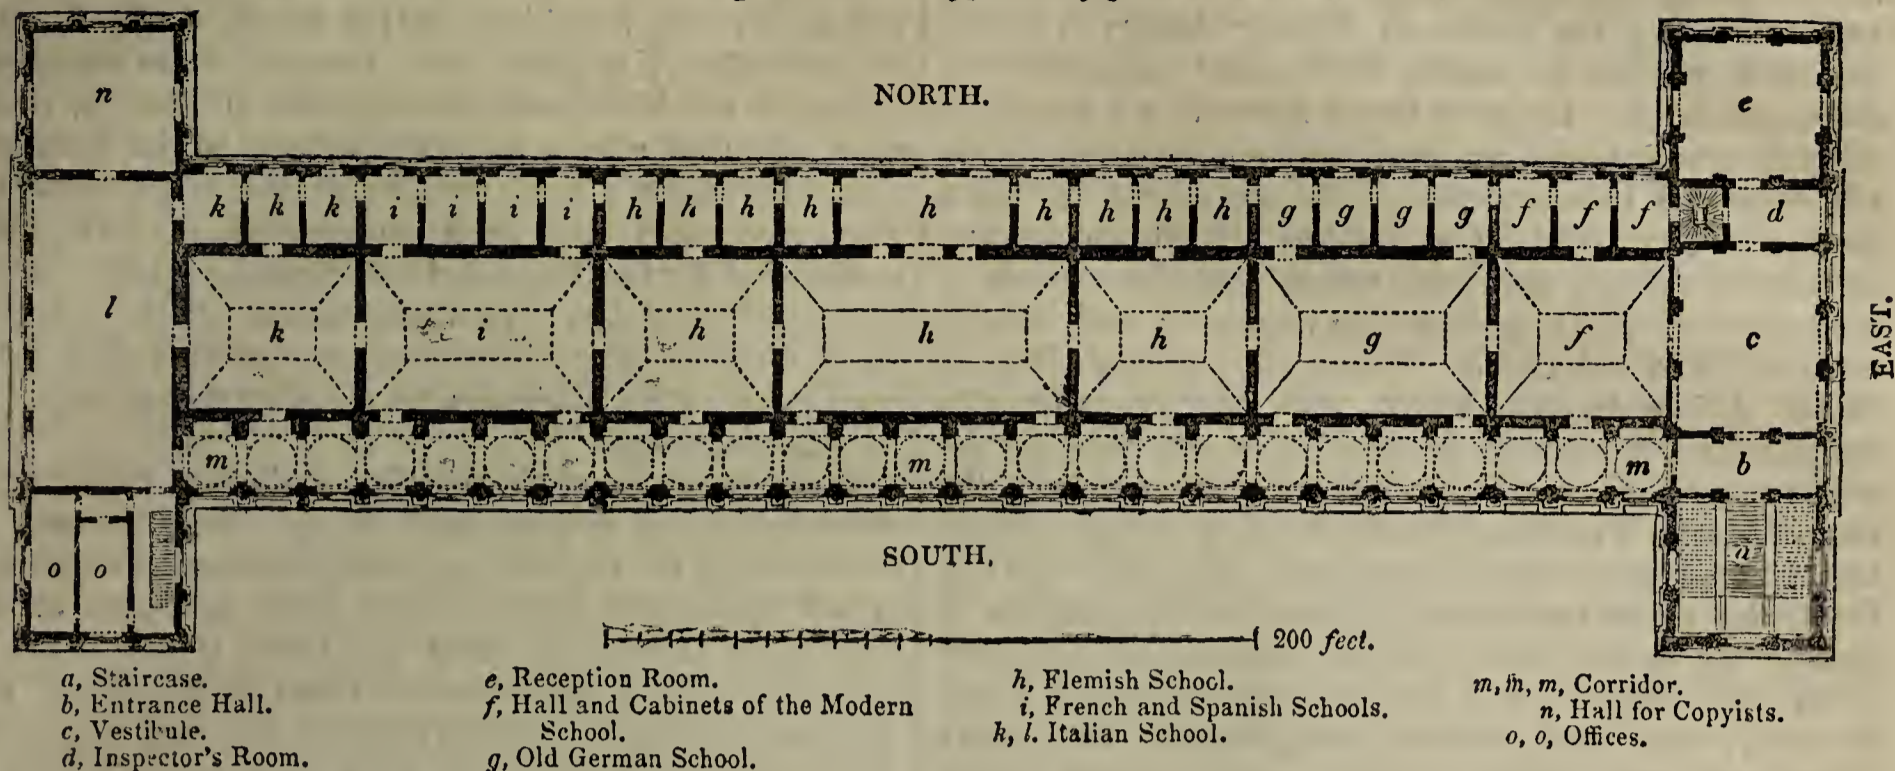 NORTH.
n
e
k k k i i i i h h h h h h h h h g g g g f f f d
l
k i h h h g f c
EAST.
m m m b
SOUTH.
a
o o
200 feet.
a, Staircase.
b, Entrance Hall.
c, Vestibule.
d, Inspector's Room.
e, Reception Room.
f, Hall and Cabinets of the Modern
School.
g, Old German School.
h, Flemish School.
i, French and Spanish Schools.
k, l. Italian School.
m, m, m, Corridor.
n, Hall for Copyists.
o, o, Offices.